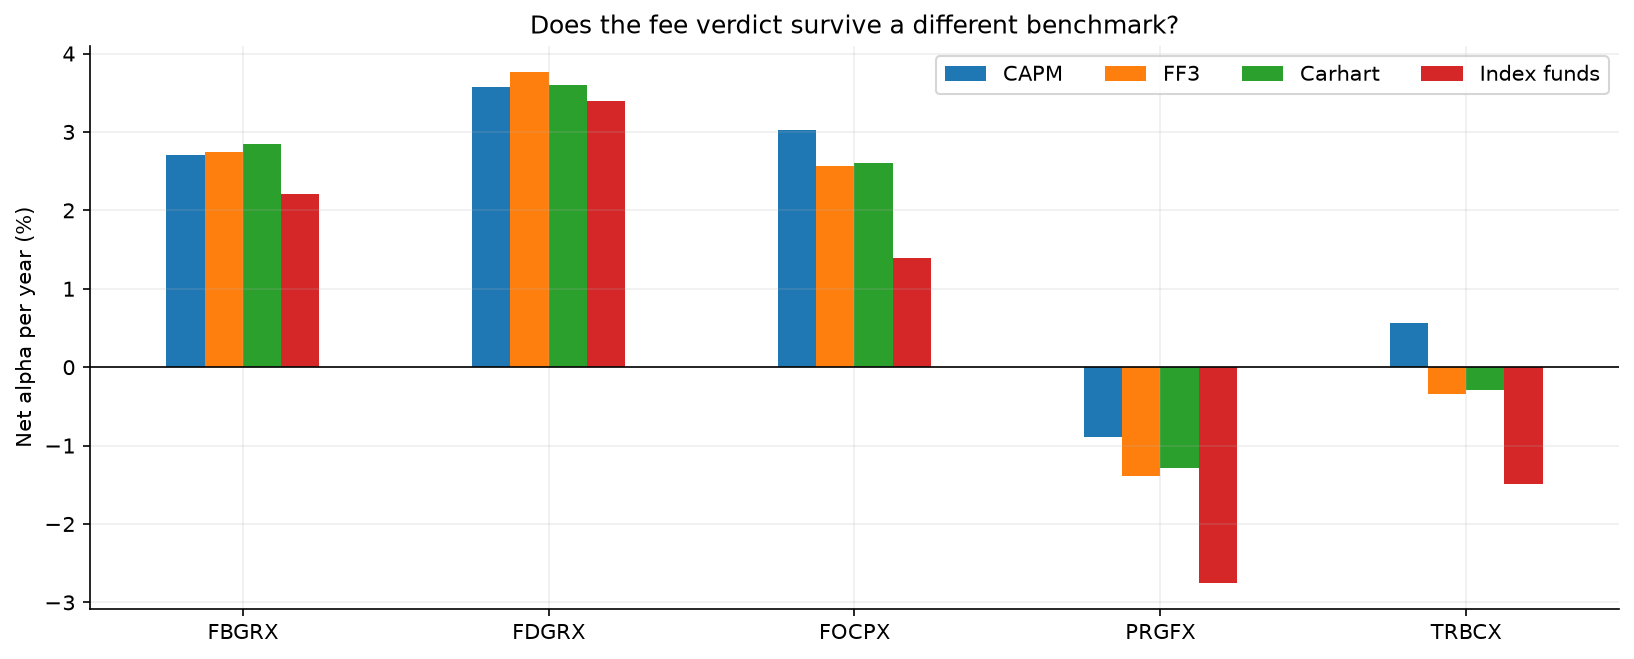 Does the fee verdict survive a different benchmark?
CAPM FF3 Carhart Index funds
Net alpha per year (%)
4
3
2
1
0
−1
−2
−3
FBGRX FDGRX FOCPX PRGFX TRBCX